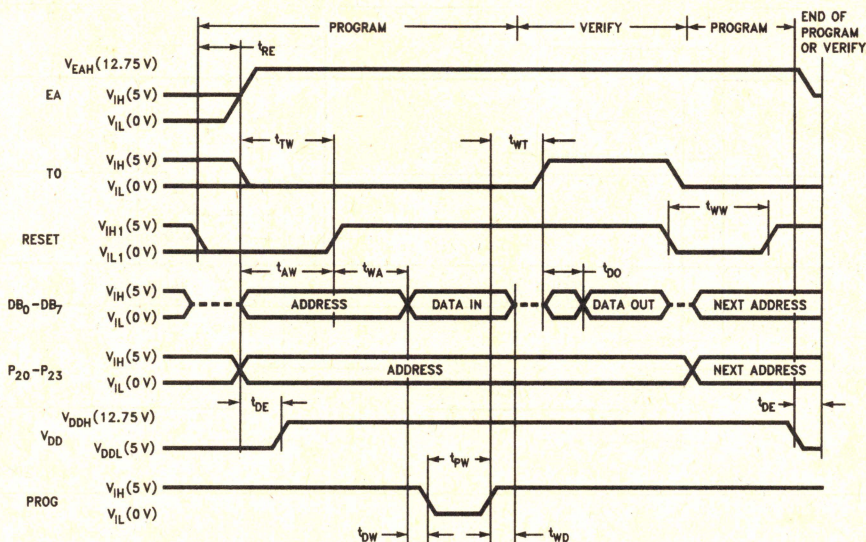 PROGRAM
VERIFY
PROGRAM
END OF
PROGRAM
OR VERIFY
tRE
VEAH (12.75 V)
EA
VIH (5 V)
VIL (0 V)
tTW
tWT
VIH (5 V)
TO
VIL (0 V)
tWW
VIH1 (5 V)
RESET
VIL1 (0 V)
tAW
tWA
tDO
VIH (5 V)
DB0-DB7
ADDRESS
DATA IN
DATA OUT
NEXT ADDRESS
VIL (0 V)
VIH (5 V)
P20-P23
ADDRESS
NEXT ADDRESS
VIL (0 V)
tDE
tDE
VDDH (12.75 V)
VDD
VDDL (5 V)
tPW
VIH (5 V)
PROG
VIL (0 V)
tDW
tWD